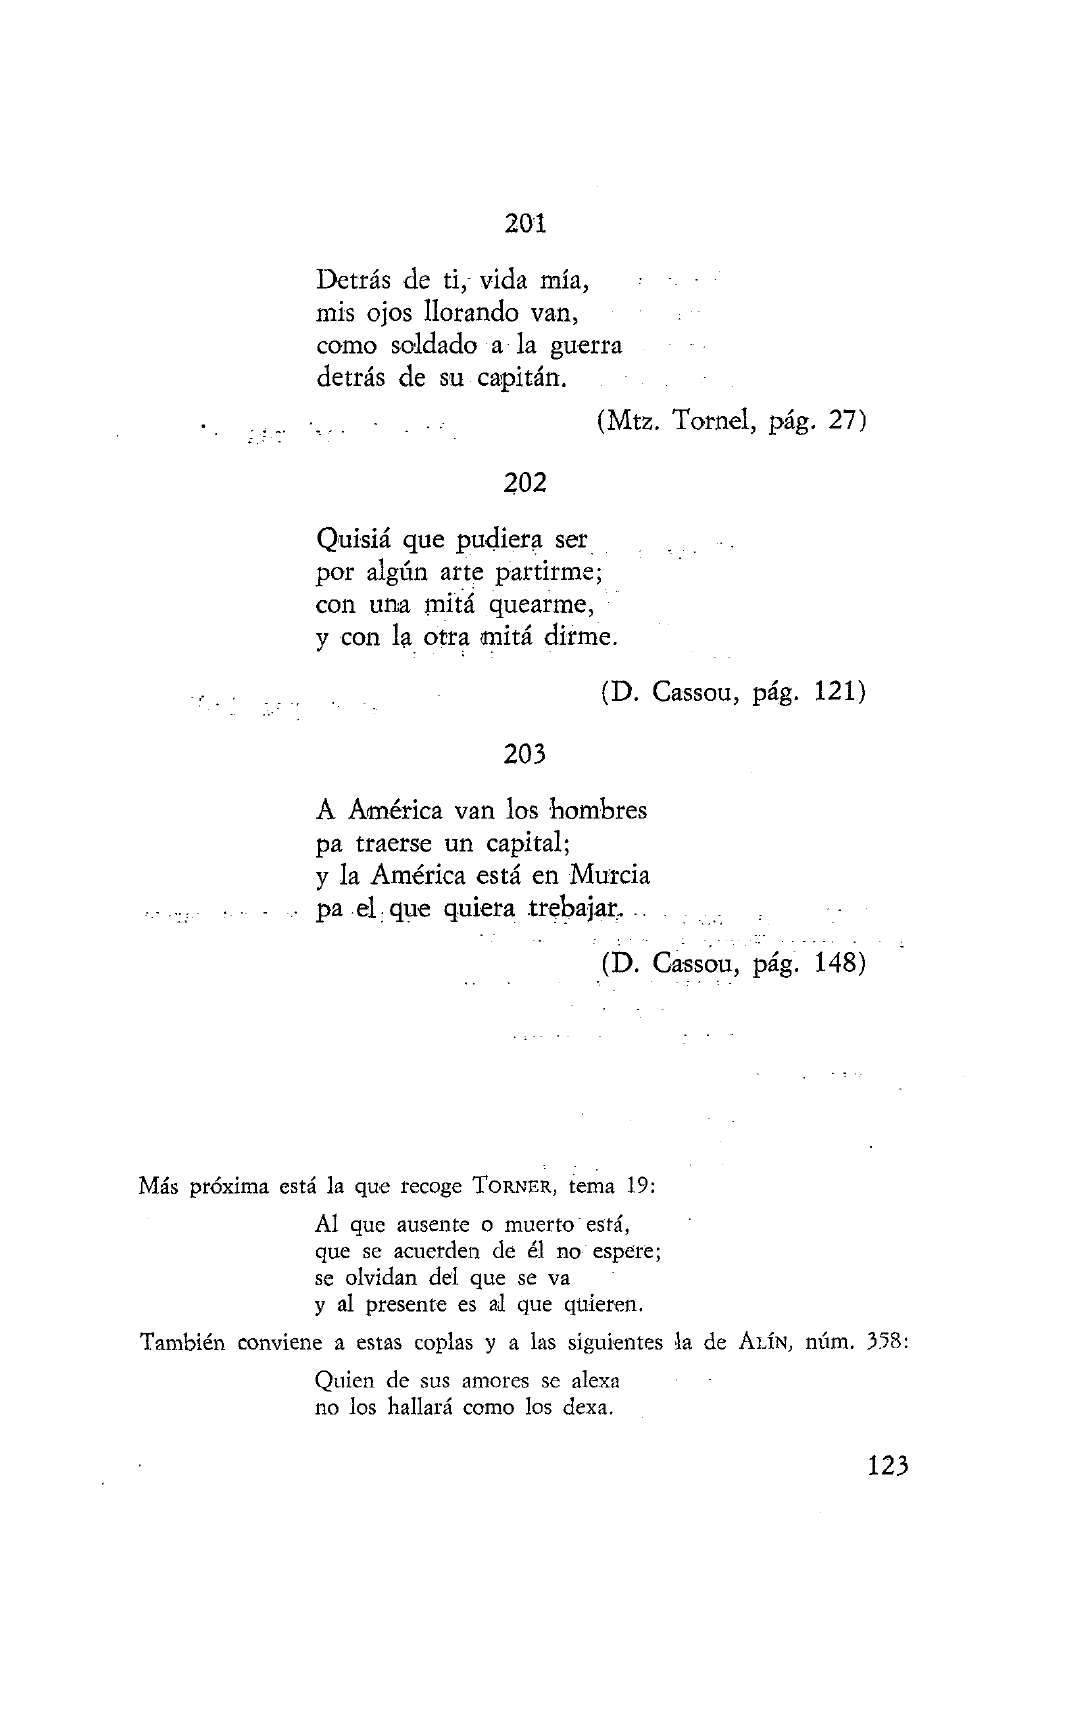 201
Detrás de ti, vida mía,
mis ojos llorando van,
como soldado a la guerra
detrás de su capitán.
(Mtz. Tornel, pág. 27)
202
Quisiá que pudiera ser
por algún arte partirme;
con una mitá quearme,
y con la otra mitá dirme.
(D. Cassou, pág. 121)
203
A América van los hombres
pa traerse un capital;
y la América está en Murcia
pa el que quiera trebajar.
(D. Cassou, pág. 148)
Más próxima está la que recoge TORNER, tema 19:
Al que ausente o muerto está,
que se acuerden de él no espere;
se olvidan del que se va
y al presente es al que quieren.
También conviene a estas coplas y a las siguientes la de ALÍN, núm. 358:
Quien de sus amores se alexa
no los hallará como los dexa.
123